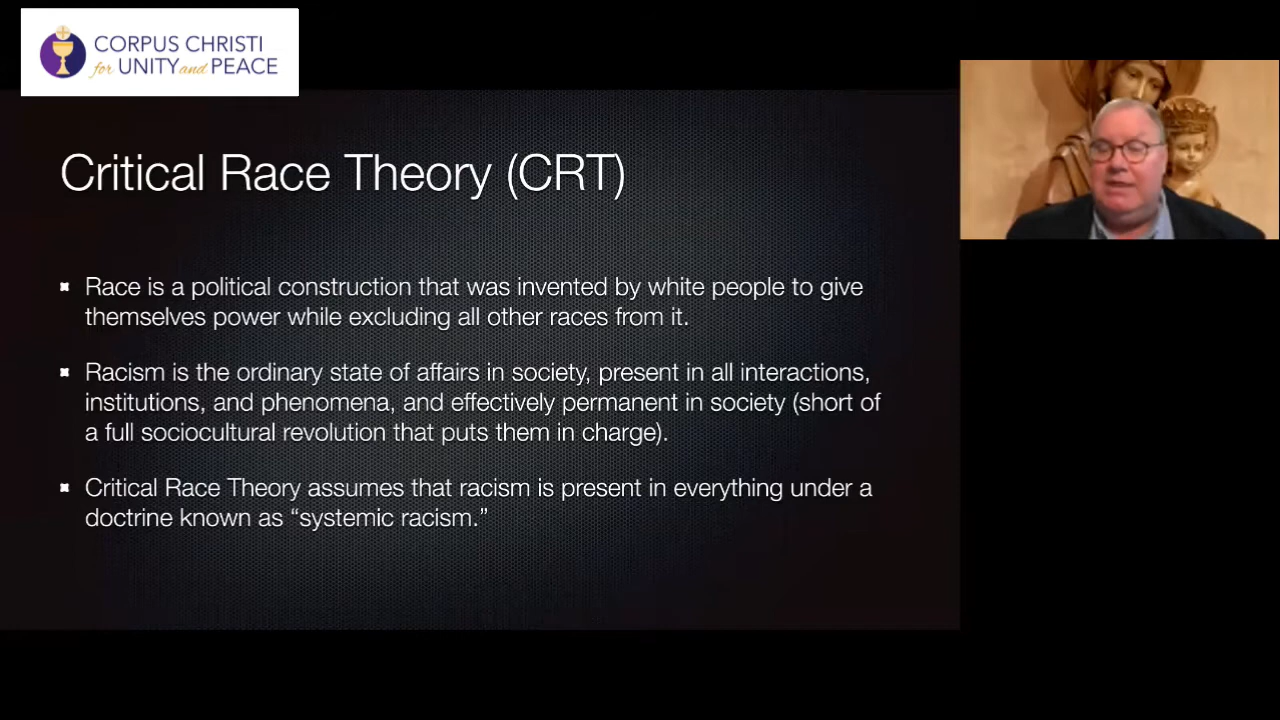 CORPUS CHRISTI
for UNITY and PEACE
Critical Race Theory (CRT)
Race is a political construction that was invented by white people to give
themselves power while excluding all other races from it.
Racism is the ordinary state of affairs in society, present in all interactions,
institutions, and phenomena, and effectively permanent in society (short of
a full sociocultural revolution that puts them in charge).
Critical Race Theory assumes that racism is present in everything under a
doctrine known as “systemic racism.”